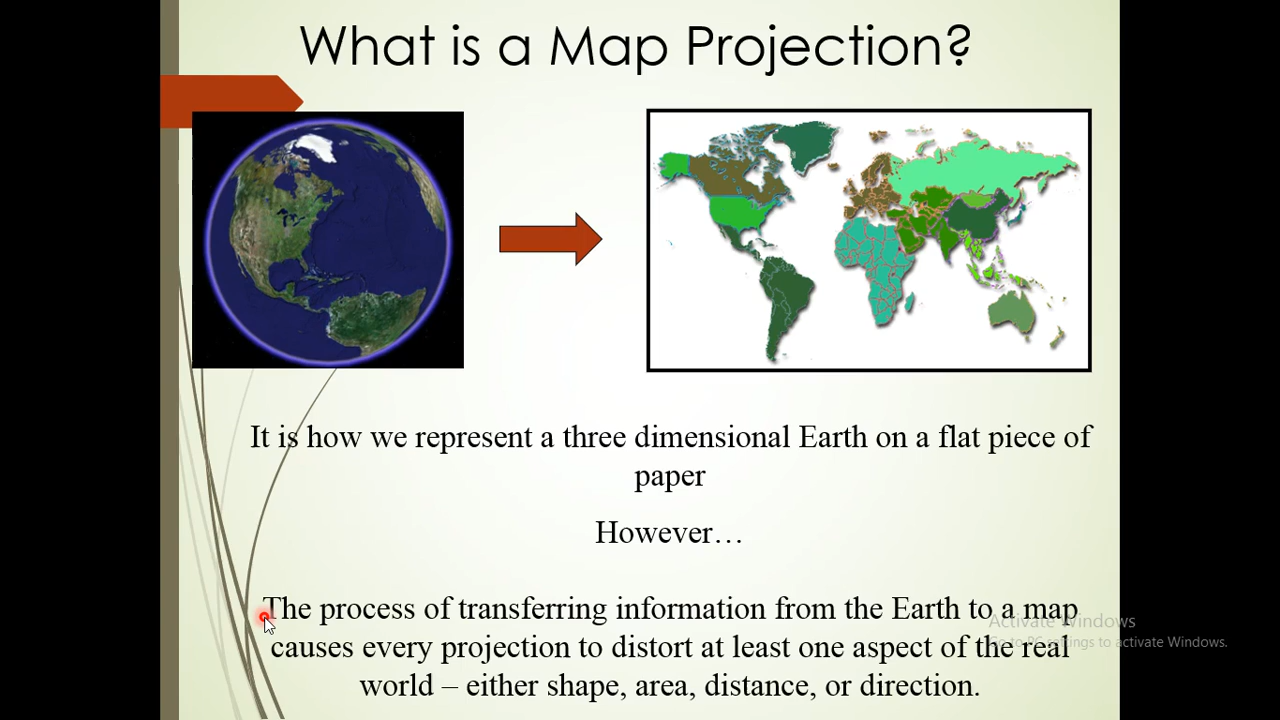 What is a Map Projection?
It is how we represent a three dimensional Earth on a flat piece of
paper
However…
The process of transferring information from the Earth to a map
causes every projection to distort at least one aspect of the real
world – either shape, area, distance, or direction.
Activate Windows
Go to PC settings to activate Windows.